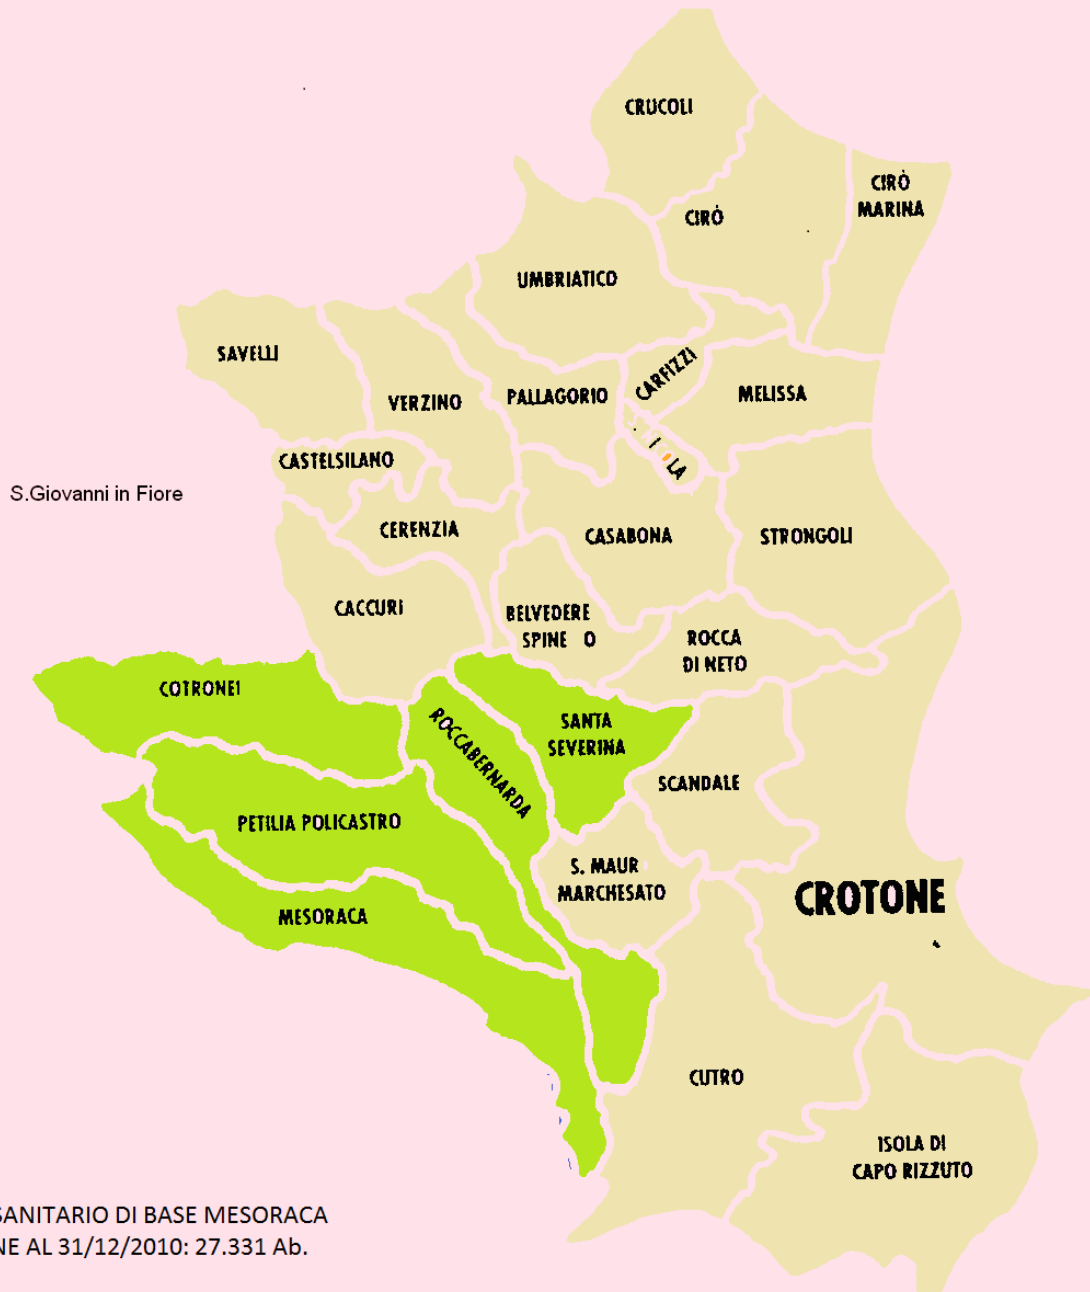 CRUCOLI
CIRÒ
MARINA
CIRÒ
UMBRIATICO
SAVELLI
CARFIZZI
VERZINO
PALLAGORIO
MELISSA
I LA
CASTELSILANO
S.Giovanni in Fiore
CERENZIA
CASABONA
STRONGOLI
CACCURI
BELVEDERE
SPINE O
ROCCA
DI NETO
COTRONEI
ROCCABERNARDA
SANTA
SEVERINA
SCANDALE
PETILIA POLICASTRO
S. MAUR
MARCHESATO
CROTONE
MESORACA
CUTRO
ISOLA DI
CAPO RIZZUTO
SANITARIO DI BASE MESORACA
NE AL 31/12/2010: 27.331 Ab.